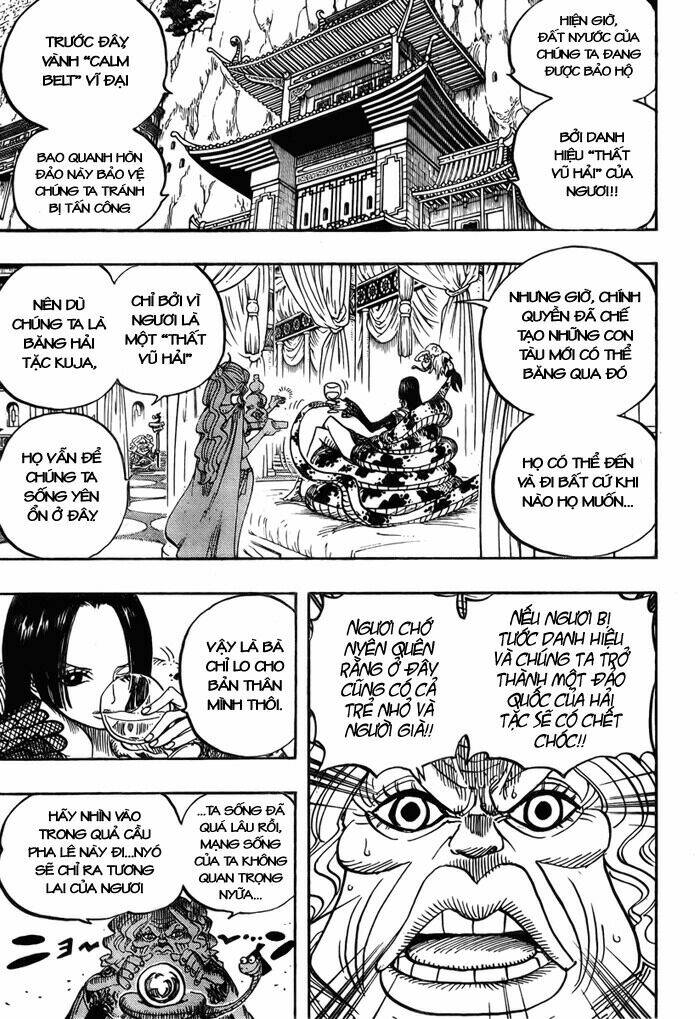 HIỆN GIỜ,
ĐẤT NYƯỚC CỦA
CHÚNG TA ĐANG
ĐƯỢC BẢO HỘ
BỞI DANH
HIỆU "THẤT
VŨ HẢI" CỦA
NGƯƠI!!
TRƯỚC ĐÂY,
VÀNH "CALM
BELT" VĨ ĐẠI
BAO QUANH HÒN
ĐẢO NÀY BẢO VỆ
CHÚNG TA TRÁNH
BỊ TẤN CÔNG
NHƯNG GIỜ, CHÍNH
QUYỀN ĐÃ CHẾ
TẠO NHỮNG CON
TÀU MỚI CÓ THỂ
BĂNG QUA ĐÓ
HỌ CÓ THỂ ĐẾN
VÀ ĐI BẤT CỨ KHI
NÀO HỌ MUỐN...
CHỈ BỞI VÌ
NGƯƠI LÀ
MỘT "THẤT
VŨ HẢI"
NÊN DÙ
CHÚNG TA LÀ
BĂNG HẢI
TẶC KUJA,
HỌ VẪN ĐỂ
CHÚNG TA
SỐNG YÊN
ỔN Ở ĐÂY.
NẾU NGƯƠI BỊ
TƯỚC DANH HIỆU
VÀ CHÚNG TA TRỞ
THÀNH MỘT ĐẢO
QUỐC CỦA HẢI
TẶC SẼ CÓ CHẾT
CHÓC!!
NGƯƠI CHỚ
NYÊN QUÊN
RẰNG Ở ĐÂY
CŨNG CÓ CẢ
TRẺ NHỎ VÀ
NGƯỜI GIÀ!!
VẬY LÀ BÀ
CHỈ LO CHO
BẢN THÂN
MÌNH THÔI.
...TA SỐNG ĐÃ
QUÁ LÂU RỒI,
MẠNG SỐNG
CỦA TA KHÔNG
QUAN TRỌNG
NYỮA...
HÃY NHÌN VÀO
TRONG QUẢ CẦU
PHA LÊ NÀY ĐI...NYÓ
SẼ CHỈ RA TƯƠNG
LAI CỦA NGƯƠI
ニョ〜ン